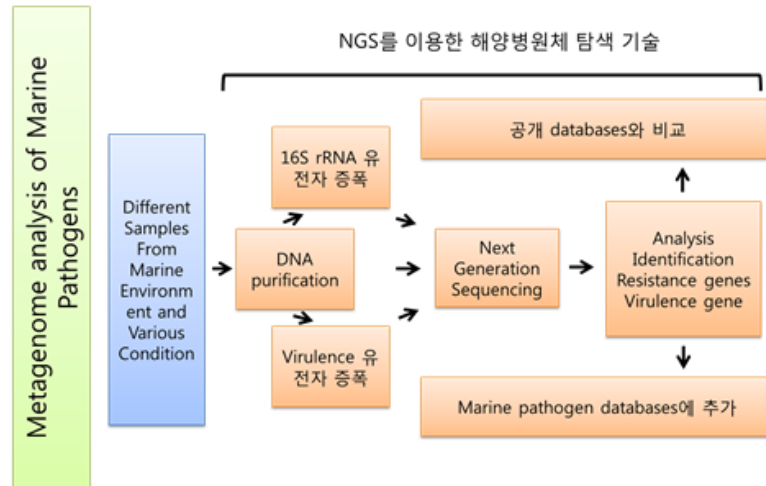 Metagenome analysis of Marine
Pathogens
NGS를 이용한 해양병원체 탐색 기술
Different
Samples
From
Marine
Environm
ent and
Various
Condition
16S rRNA 유
전자 증폭
DNA
purification
Virulence 유
전자 증폭
Next
Generation
Sequencing
공개 databases와 비교
Analysis
Identification
Resistance genes
Virulence gene
Marine pathogen databases에 추가